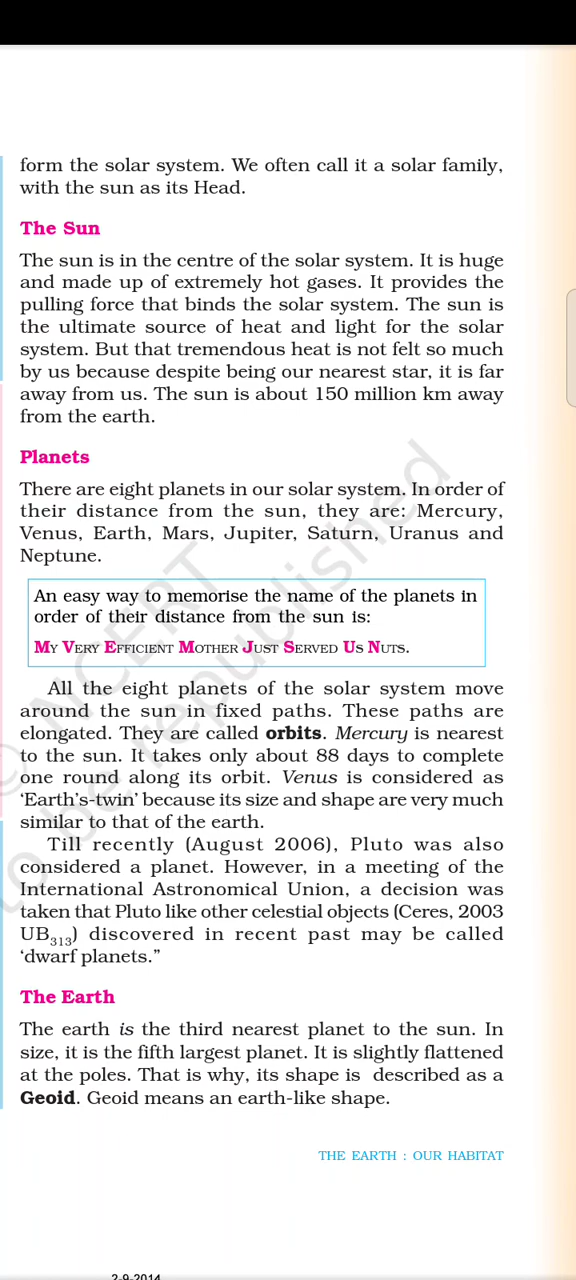 form the solar system. We often call it a solar family,
with the sun as its Head.
The Sun
The sun is in the centre of the solar system. It is huge
and made up of extremely hot gases. It provides the
pulling force that binds the solar system. The sun is
the ultimate source of heat and light for the solar
system. But that tremendous heat is not felt so much
by us because despite being our nearest star, it is far
away from us. The sun is about 150 million km away
from the earth.
Planets
There are eight planets in our solar system. In order of
their distance from the sun, they are: Mercury,
Venus, Earth, Mars, Jupiter, Saturn, Uranus and
Neptune.
An easy way to memorise the name of the planets in
order of their distance from the sun is:
MY VERY EFFICIENT MOTHER JUST SERVED US NUTS.
All the eight planets of the solar system move
around the sun in fixed paths. These paths are
elongated. They are called orbits. Mercury is nearest
to the sun. It takes only about 88 days to complete
one round along its orbit. Venus is considered as
‘Earth’s-twin’ because its size and shape are very much
similar to that of the earth.
Till recently (August 2006), Pluto was also
considered a planet. However, in a meeting of the
International Astronomical Union, a decision was
taken that Pluto like other celestial objects (Ceres, 2003
UB313) discovered in recent past may be called
‘dwarf planets.”
The Earth
The earth is the third nearest planet to the sun. In
size, it is the fifth largest planet. It is slightly flattened
at the poles. That is why, its shape is described as a
Geoid. Geoid means an earth-like shape.
THE EARTH : OUR HABITAT
2-9-2014
© NCERT
to be republished